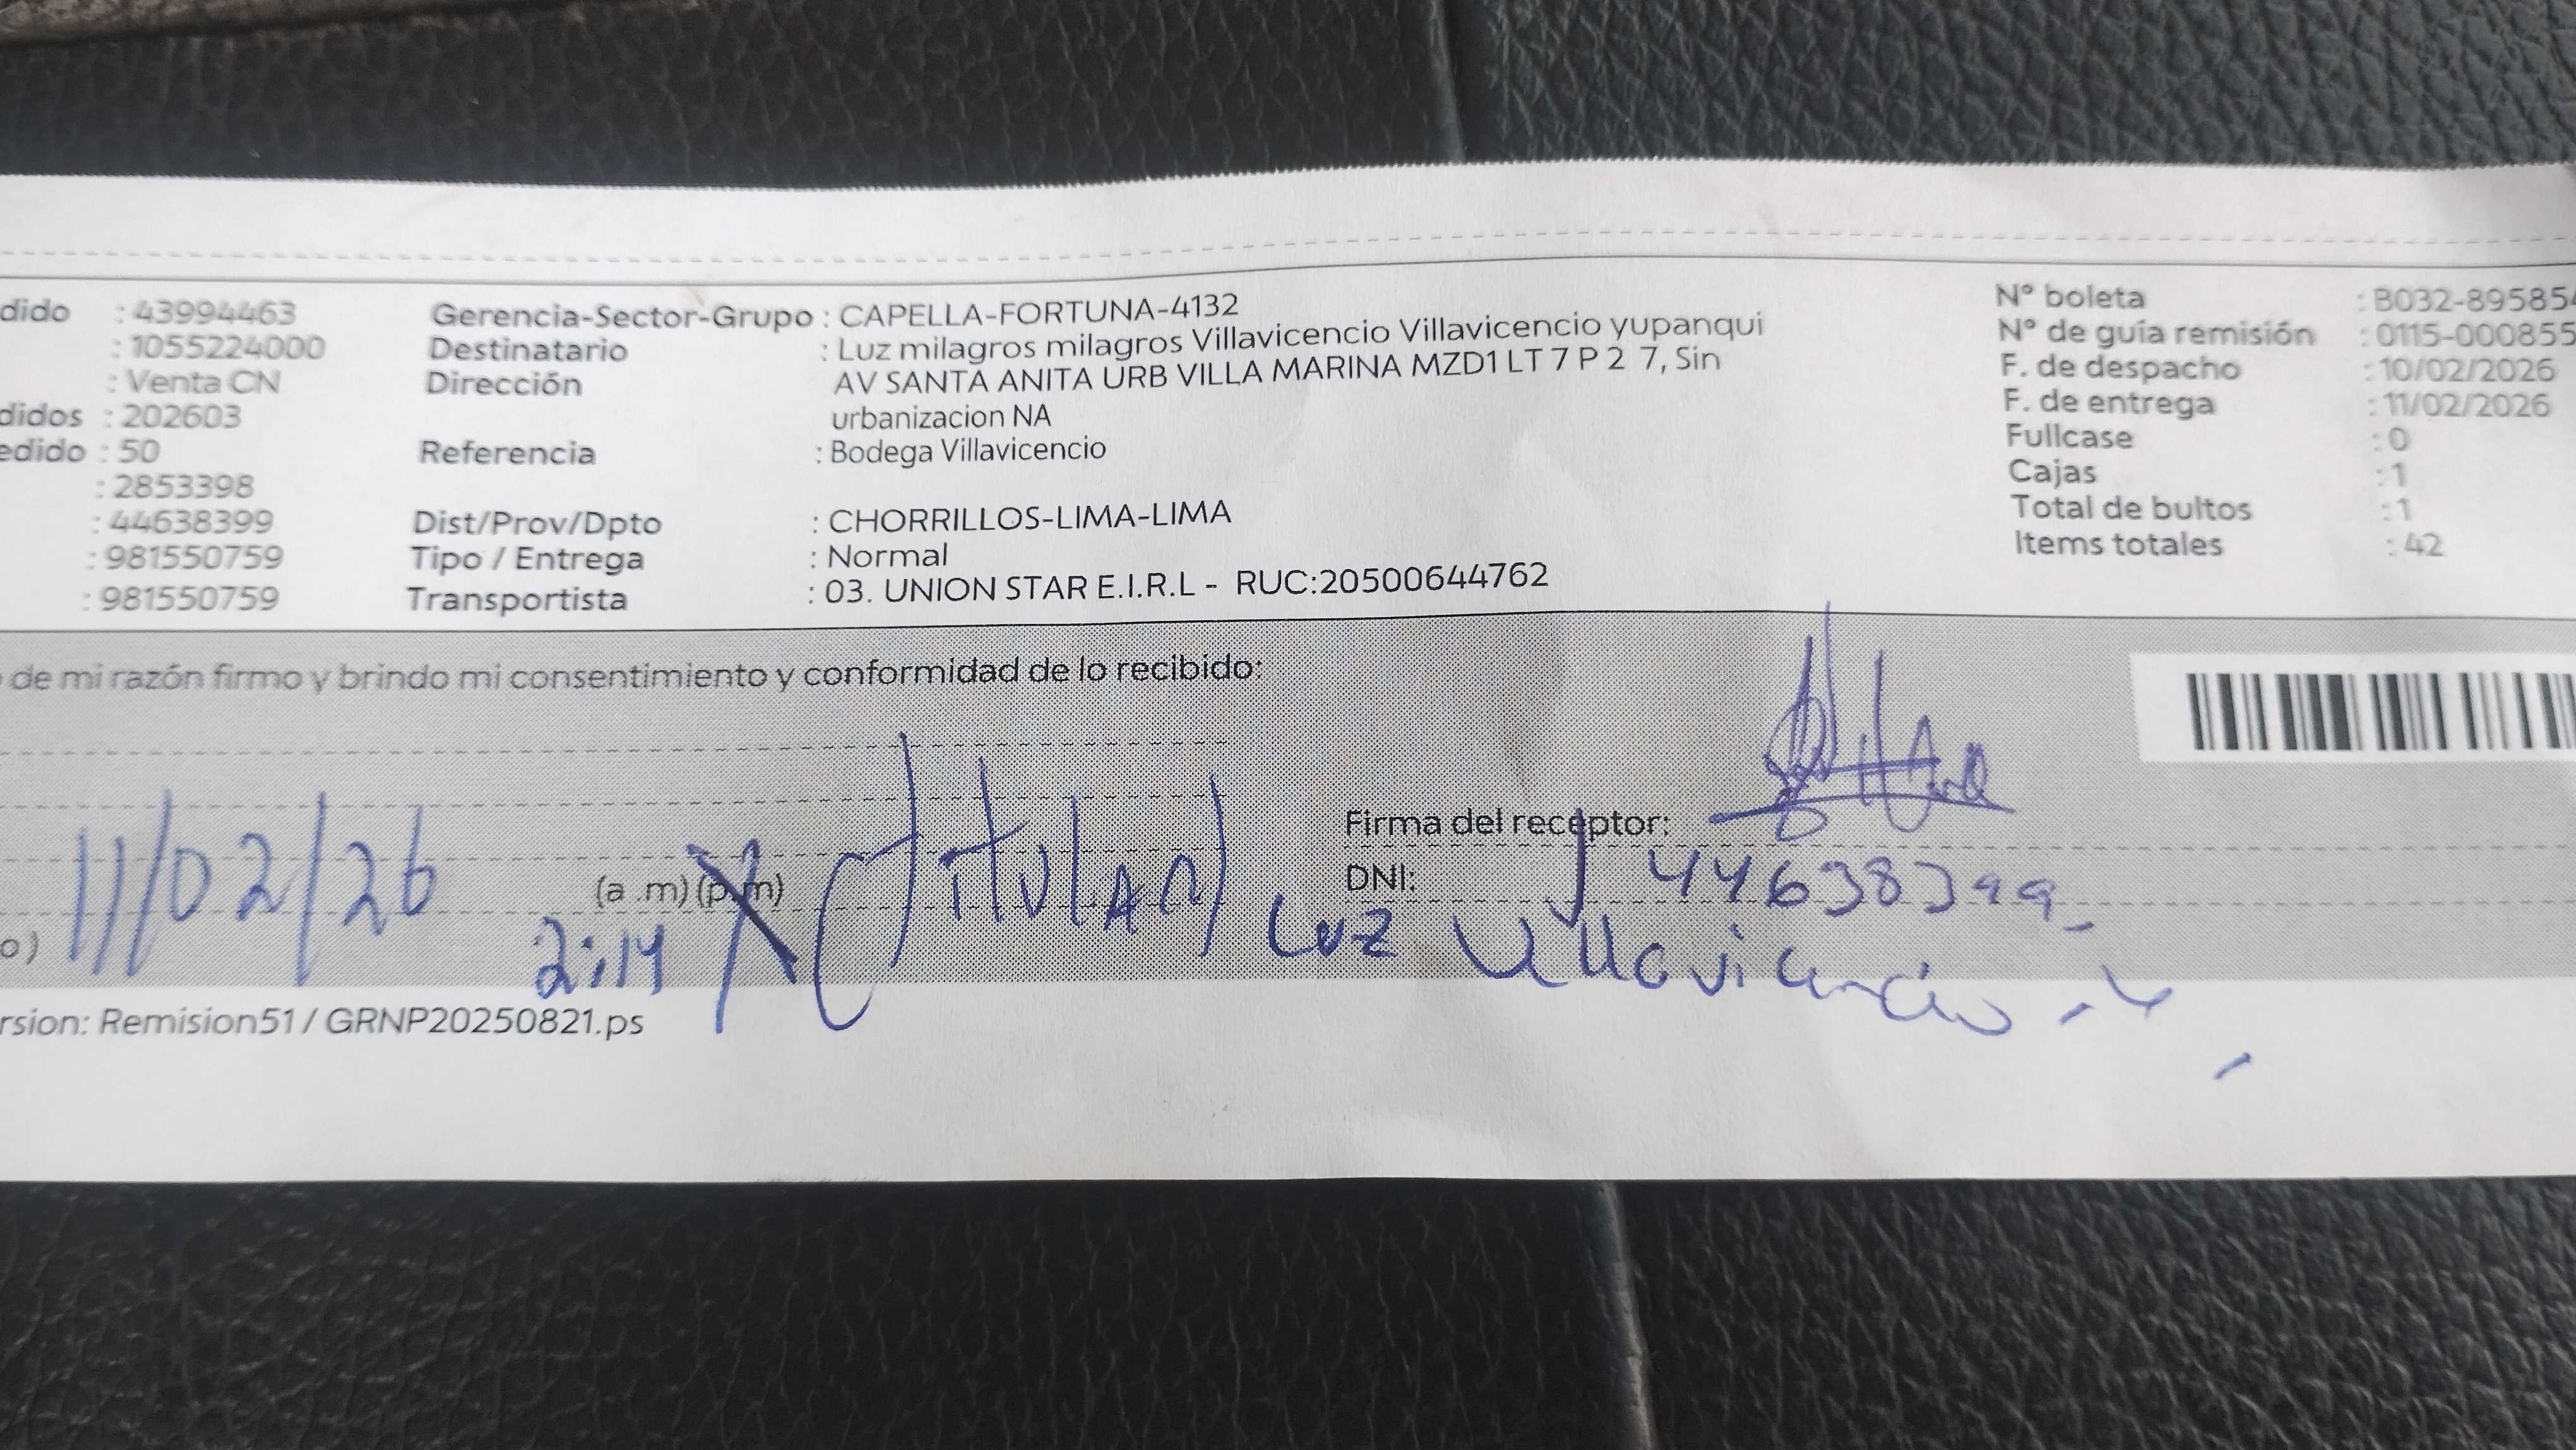 dido : 43994463
: 1055224000
: Venta CN
didos : 202603
edido : 50
: 2853398
: 44638399
: 981550759
: 981550759
Gerencia-Sector-Grupo : CAPELLA-FORTUNA-4132
Destinatario : Luz milagros milagros Villavicencio Villavicencio yupanqui
Dirección AV SANTA ANITA URB VILLA MARINA MZD1 LT 7 P 2 7, Sin
urbanizacion NA
Referencia : Bodega Villavicencio
Dist/Prov/Dpto : CHORRILLOS-LIMA-LIMA
Tipo / Entrega : Normal
Transportista : 03. UNION STAR E.I.R.L - RUC:20500644762
N° boleta : B032-895854
N° de guía remisión : 0115-000855
F. de despacho : 10/02/2026
F. de entrega : 11/02/2026
Fullcase : 0
Cajas : 1
Total de bultos : 1
Items totales : 42
de mi razón firmo y brindo mi consentimiento y conformidad de lo recibido:
Firma del receptor:
DNI: 44638399
11/02/26
(a .m) (p.m)
2:14
(titular)
Luz Villavicencio
o)
rsion: Remision51 / GRNP20250821.ps